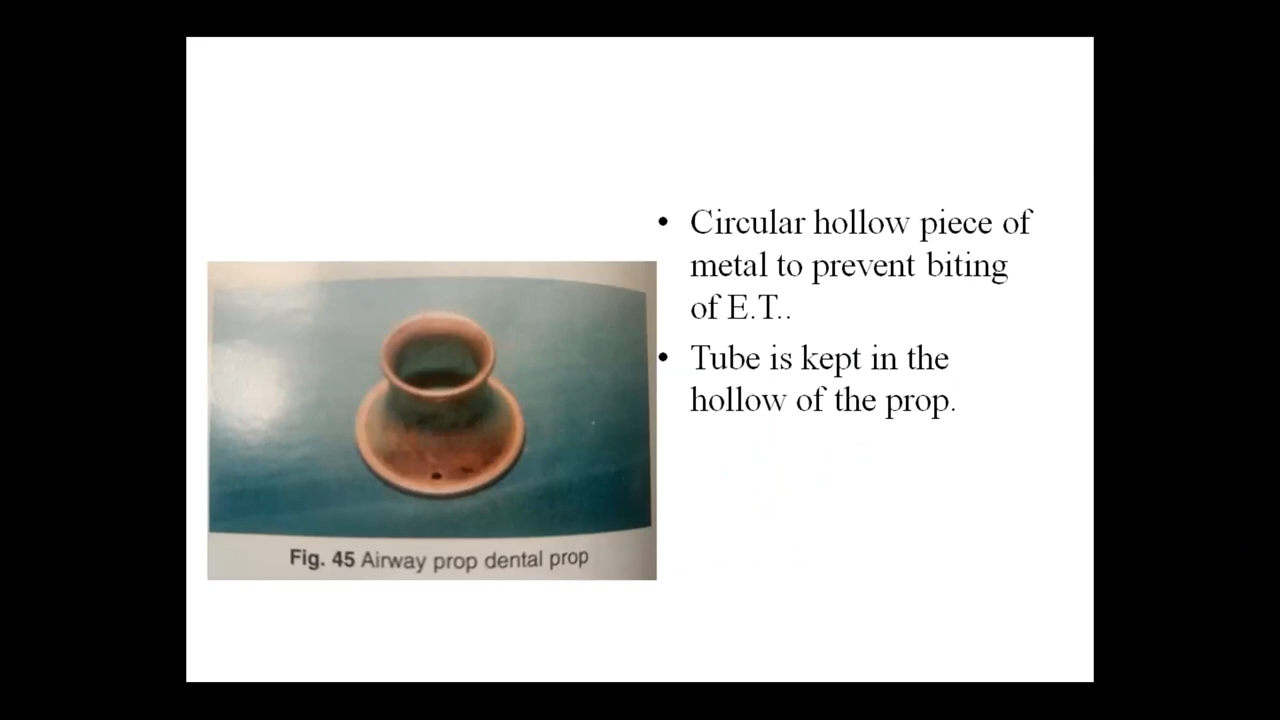 • Circular hollow piece of
metal to prevent biting
of E.T..
• Tube is kept in the
hollow of the prop.
Fig. 45 Airway prop dental prop